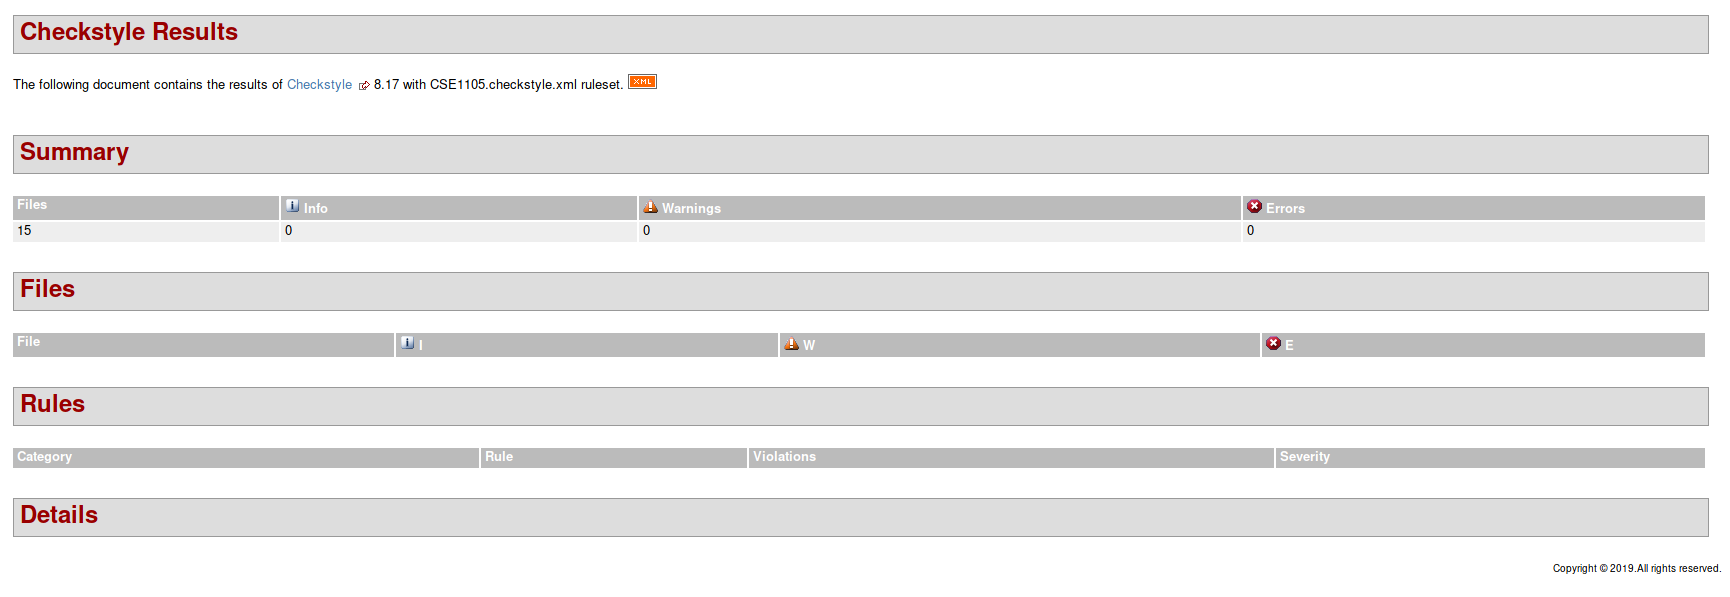 Checkstyle Results
The following document contains the results of Checkstyle 8.17 with CSE1105.checkstyle.xml ruleset. XML
Summary
Files Info Warnings Errors
15 0 0 0
Files
File I W E
Rules
Category Rule Violations Severity
Details
Copyright © 2019.All rights reserved.